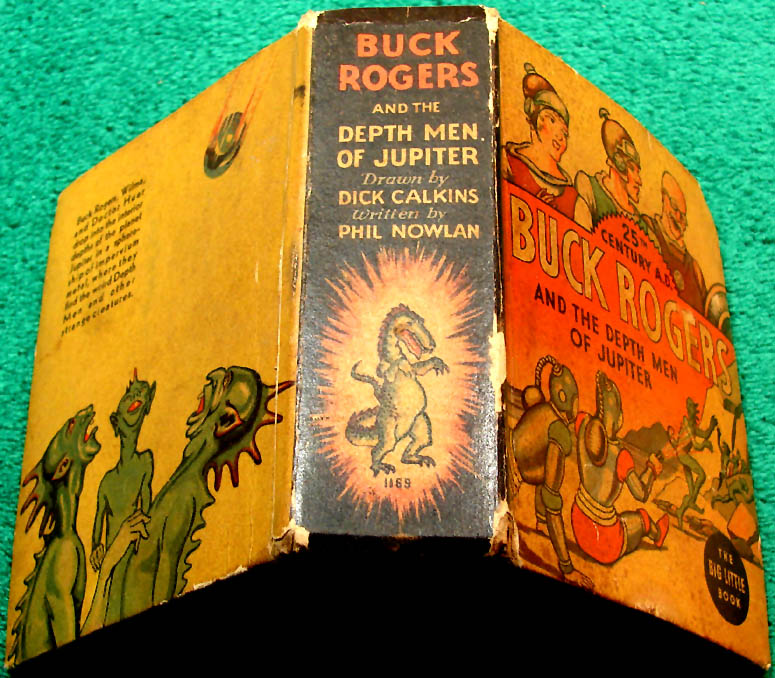 Buck Rogers, Wilma,
and Doctor Huer
drop into the interior
depths of the planet
Jupiter in a sphere-
ship of impervium
metal, where they
find the weird Depth
Men and other
strange creatures.
BUCK
ROGERS
AND THE
DEPTH MEN.
OF JUPITER
Drawn by
DICK CALKINS
Written by
PHIL NOWLAN
1169
25TH
CENTURY A.D.
BUCK ROGERS
AND THE DEPTH MEN
OF JUPITER
THE
BIG LITTLE
BOOK